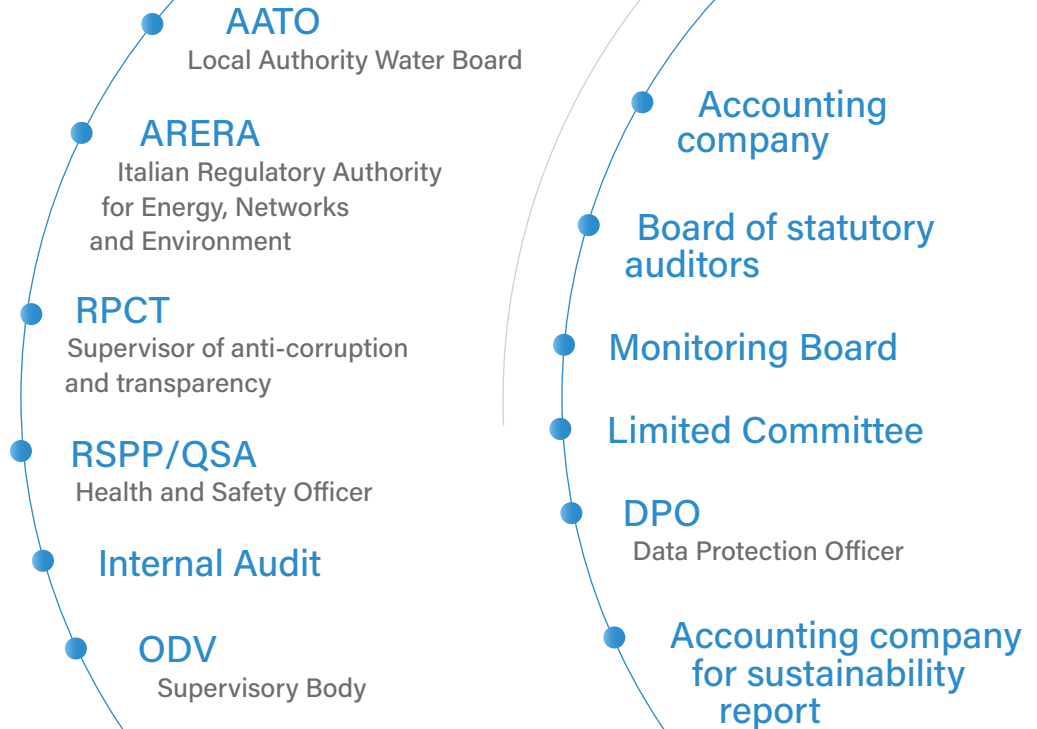 AATO
Local Authority Water Board
ARERA
Italian Regulatory Authority
for Energy, Networks
and Environment
RPCT
Supervisor of anti-corruption
and transparency
RSPP/QSA
Health and Safety Officer
Internal Audit
ODV
Supervisory Body
Accounting
company
Board of statutory
auditors
Monitoring Board
Limited Committee
DPO
Data Protection Officer
Accounting company
for sustainability
report